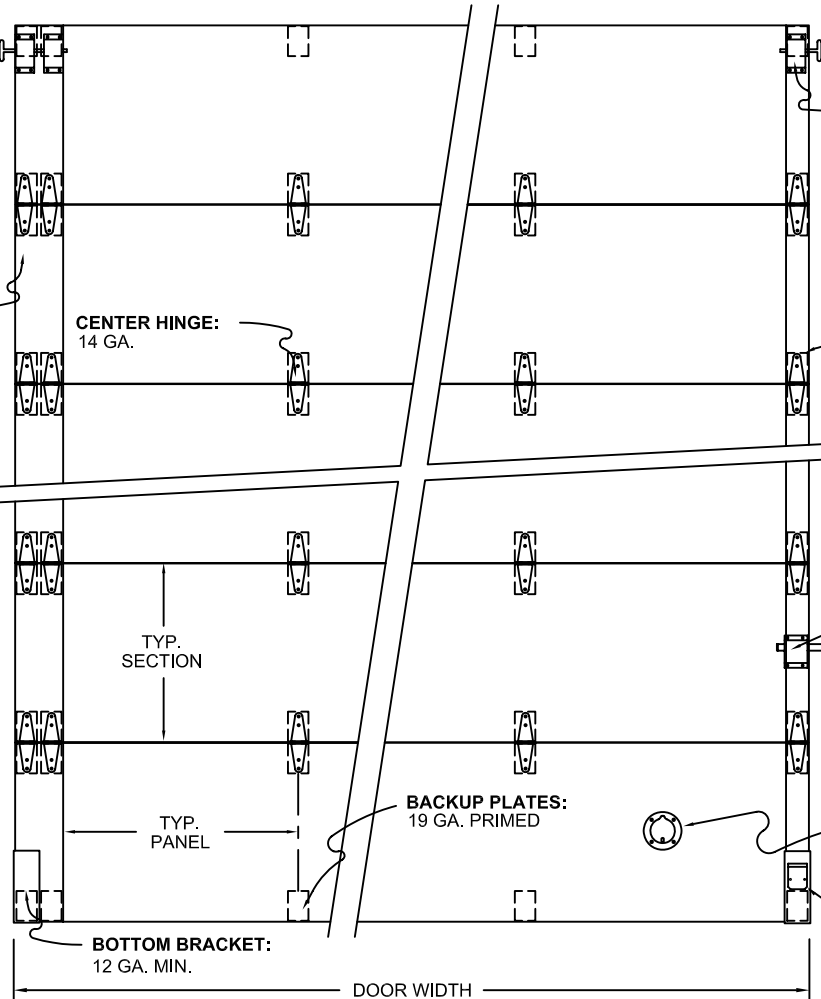 CENTER HINGE:
14 GA.
TYP.
SECTION
TYP.
PANEL
BACKUP PLATES:
19 GA. PRIMED
BOTTOM BRACKET:
12 GA. MIN.
DOOR WIDTH